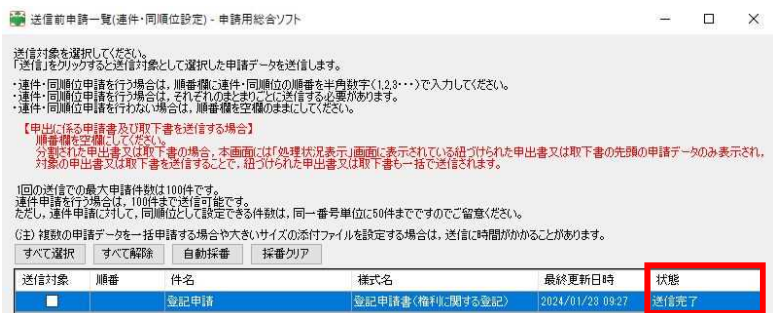 送信前申請一覧(連件・同順位設定) - 申請用総合ソフト
送信対象を選択してください。
「送信」をクリックすると送信対象として選択した申請データを送信します。
・連件・同順位申請を行う場合は，順番欄に連件・同順位の順番を半角数字(1,2,3・・・)で入力してください。
・連件・同順位申請を行う場合は，それぞれのまとまりごとに送信する必要があります。
・連件・同順位申請を行わない場合は，順番欄を空欄のままにしてください。
【申出に係る申請書及び取下書を送信する場合】
順番欄を空欄にしてください。
分割された申出書又は取下書の場合，本画面には「処理状況表示」画面に表示されている紐づけられた申出書又は取下書の先頭の申請データのみ表示され，
対象の申出書又は取下書を送信することで，紐づけられた申出書又は取下書も一括で送信されます。
1回の送信での最大申請件数は100件です。
連件申請を行う場合は，100件まで送信可能です。
ただし，連件申請に対して，同順位として設定できる件数は，同一番号単位に50件までですのでご留意ください。
(注) 複数の申請データを一括申請する場合や大きいサイズの添付ファイルを設定する場合は，送信に時間がかかることがあります。
すべて選択 すべて解除 自動採番 採番クリア
送信対象 順番 件名 様式名 最終更新日時 状態
登記申請 登記申請書(権利に関する登記) 2024/01/23 09:27 送信完了